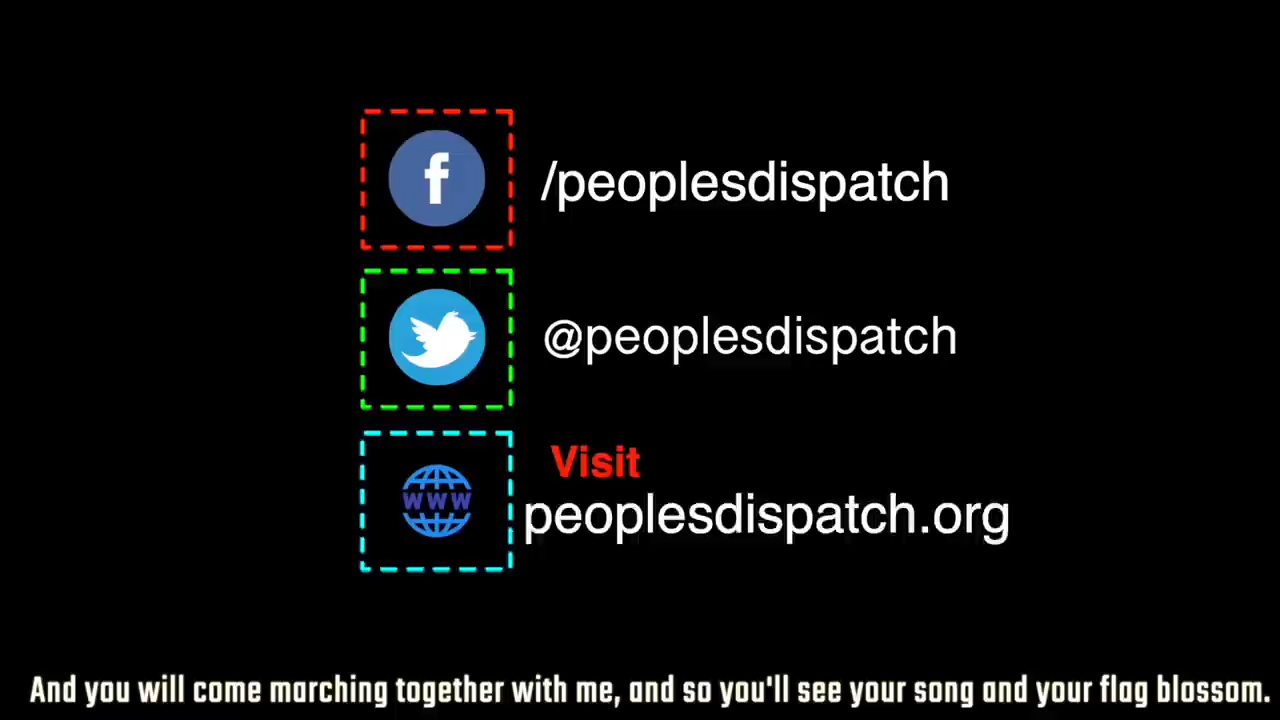 f
/peoplesdispatch
@peoplesdispatch
Visit
www
peoplesdispatch.org
And you will come marching together with me, and so you'll see your song and your flag blossom.